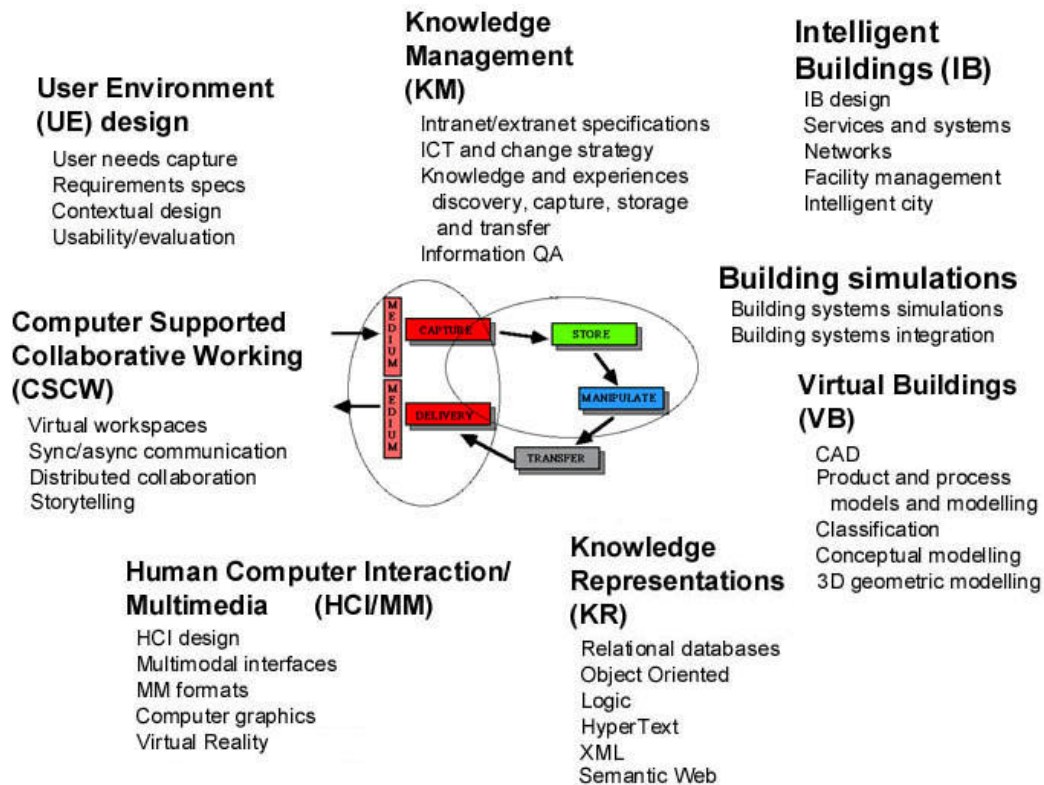 User Environment
(UE) design
User needs capture
Requirements specs
Contextual design
Usability/evaluation
Knowledge
Management
(KM)
Intranet/extranet specifications
ICT and change strategy
Knowledge and experiences
discovery, capture, storage
and transfer
Information QA
Intelligent
Buildings (IB)
IB design
Services and systems
Networks
Facility management
Intelligent city
Computer Supported
Collaborative Working
(CSCW)
Virtual workspaces
Sync/async communication
Distributed collaboration
Storytelling
MEDIUM
CAPTURE
STORE
MANIPULATE
TRANSFER
DELIVERY
MEDIUM
Building simulations
Building systems simulations
Building systems integration
Virtual Buildings
(VB)
CAD
Product and process
models and modelling
Classification
Conceptual modelling
3D geometric modelling
Human Computer Interaction/
Multimedia (HCI/MM)
HCI design
Multimodal interfaces
MM formats
Computer graphics
Virtual Reality
Knowledge
Representations
(KR)
Relational databases
Object Oriented
Logic
HyperText
XML
Semantic Web